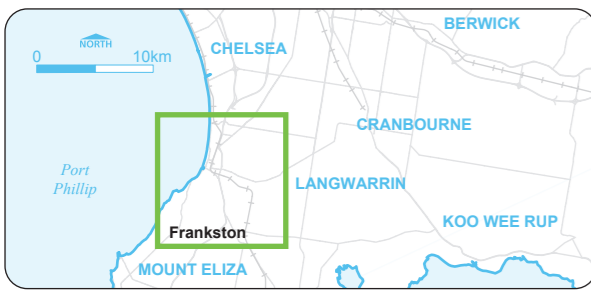 BERWICK
NORTH
CHELSEA
0 10km
CRANBOURNE
Port
Phillip
LANGWARRIN
KOO WEE RUP
Frankston
MOUNT ELIZA